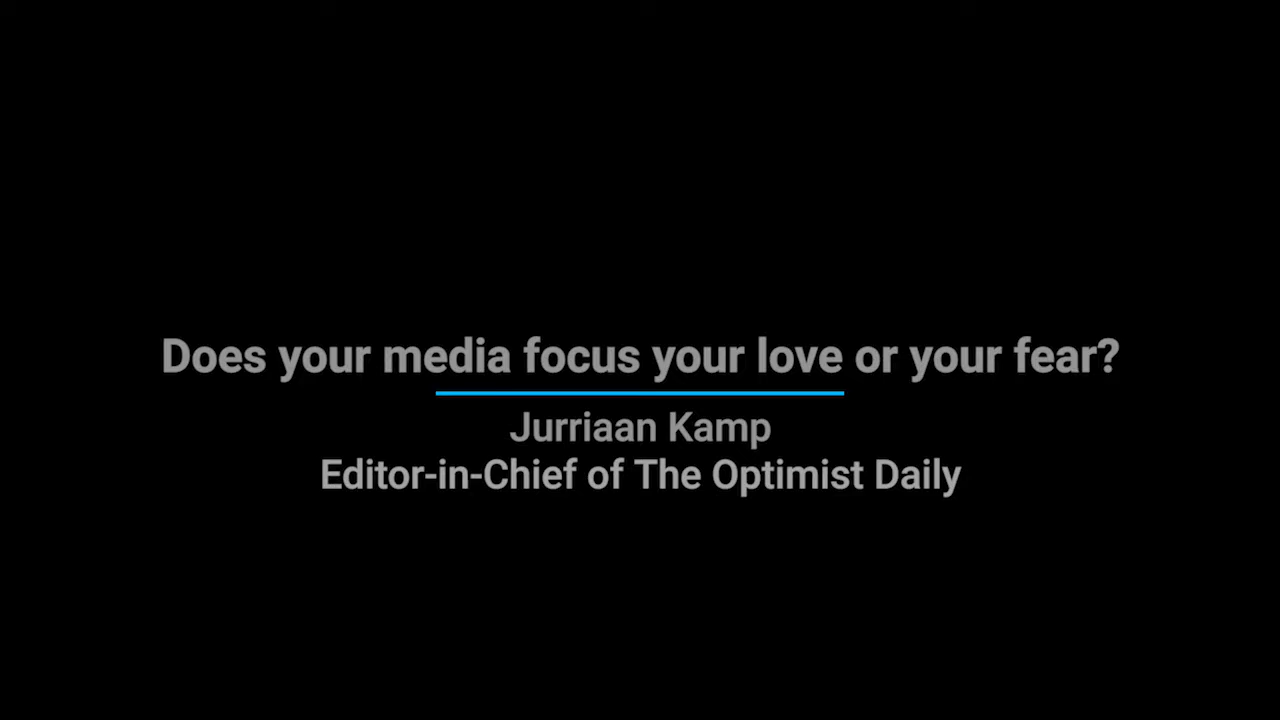 Does your media focus your love or your fear?
Jurriaan Kamp
Editor-in-Chief of The Optimist Daily